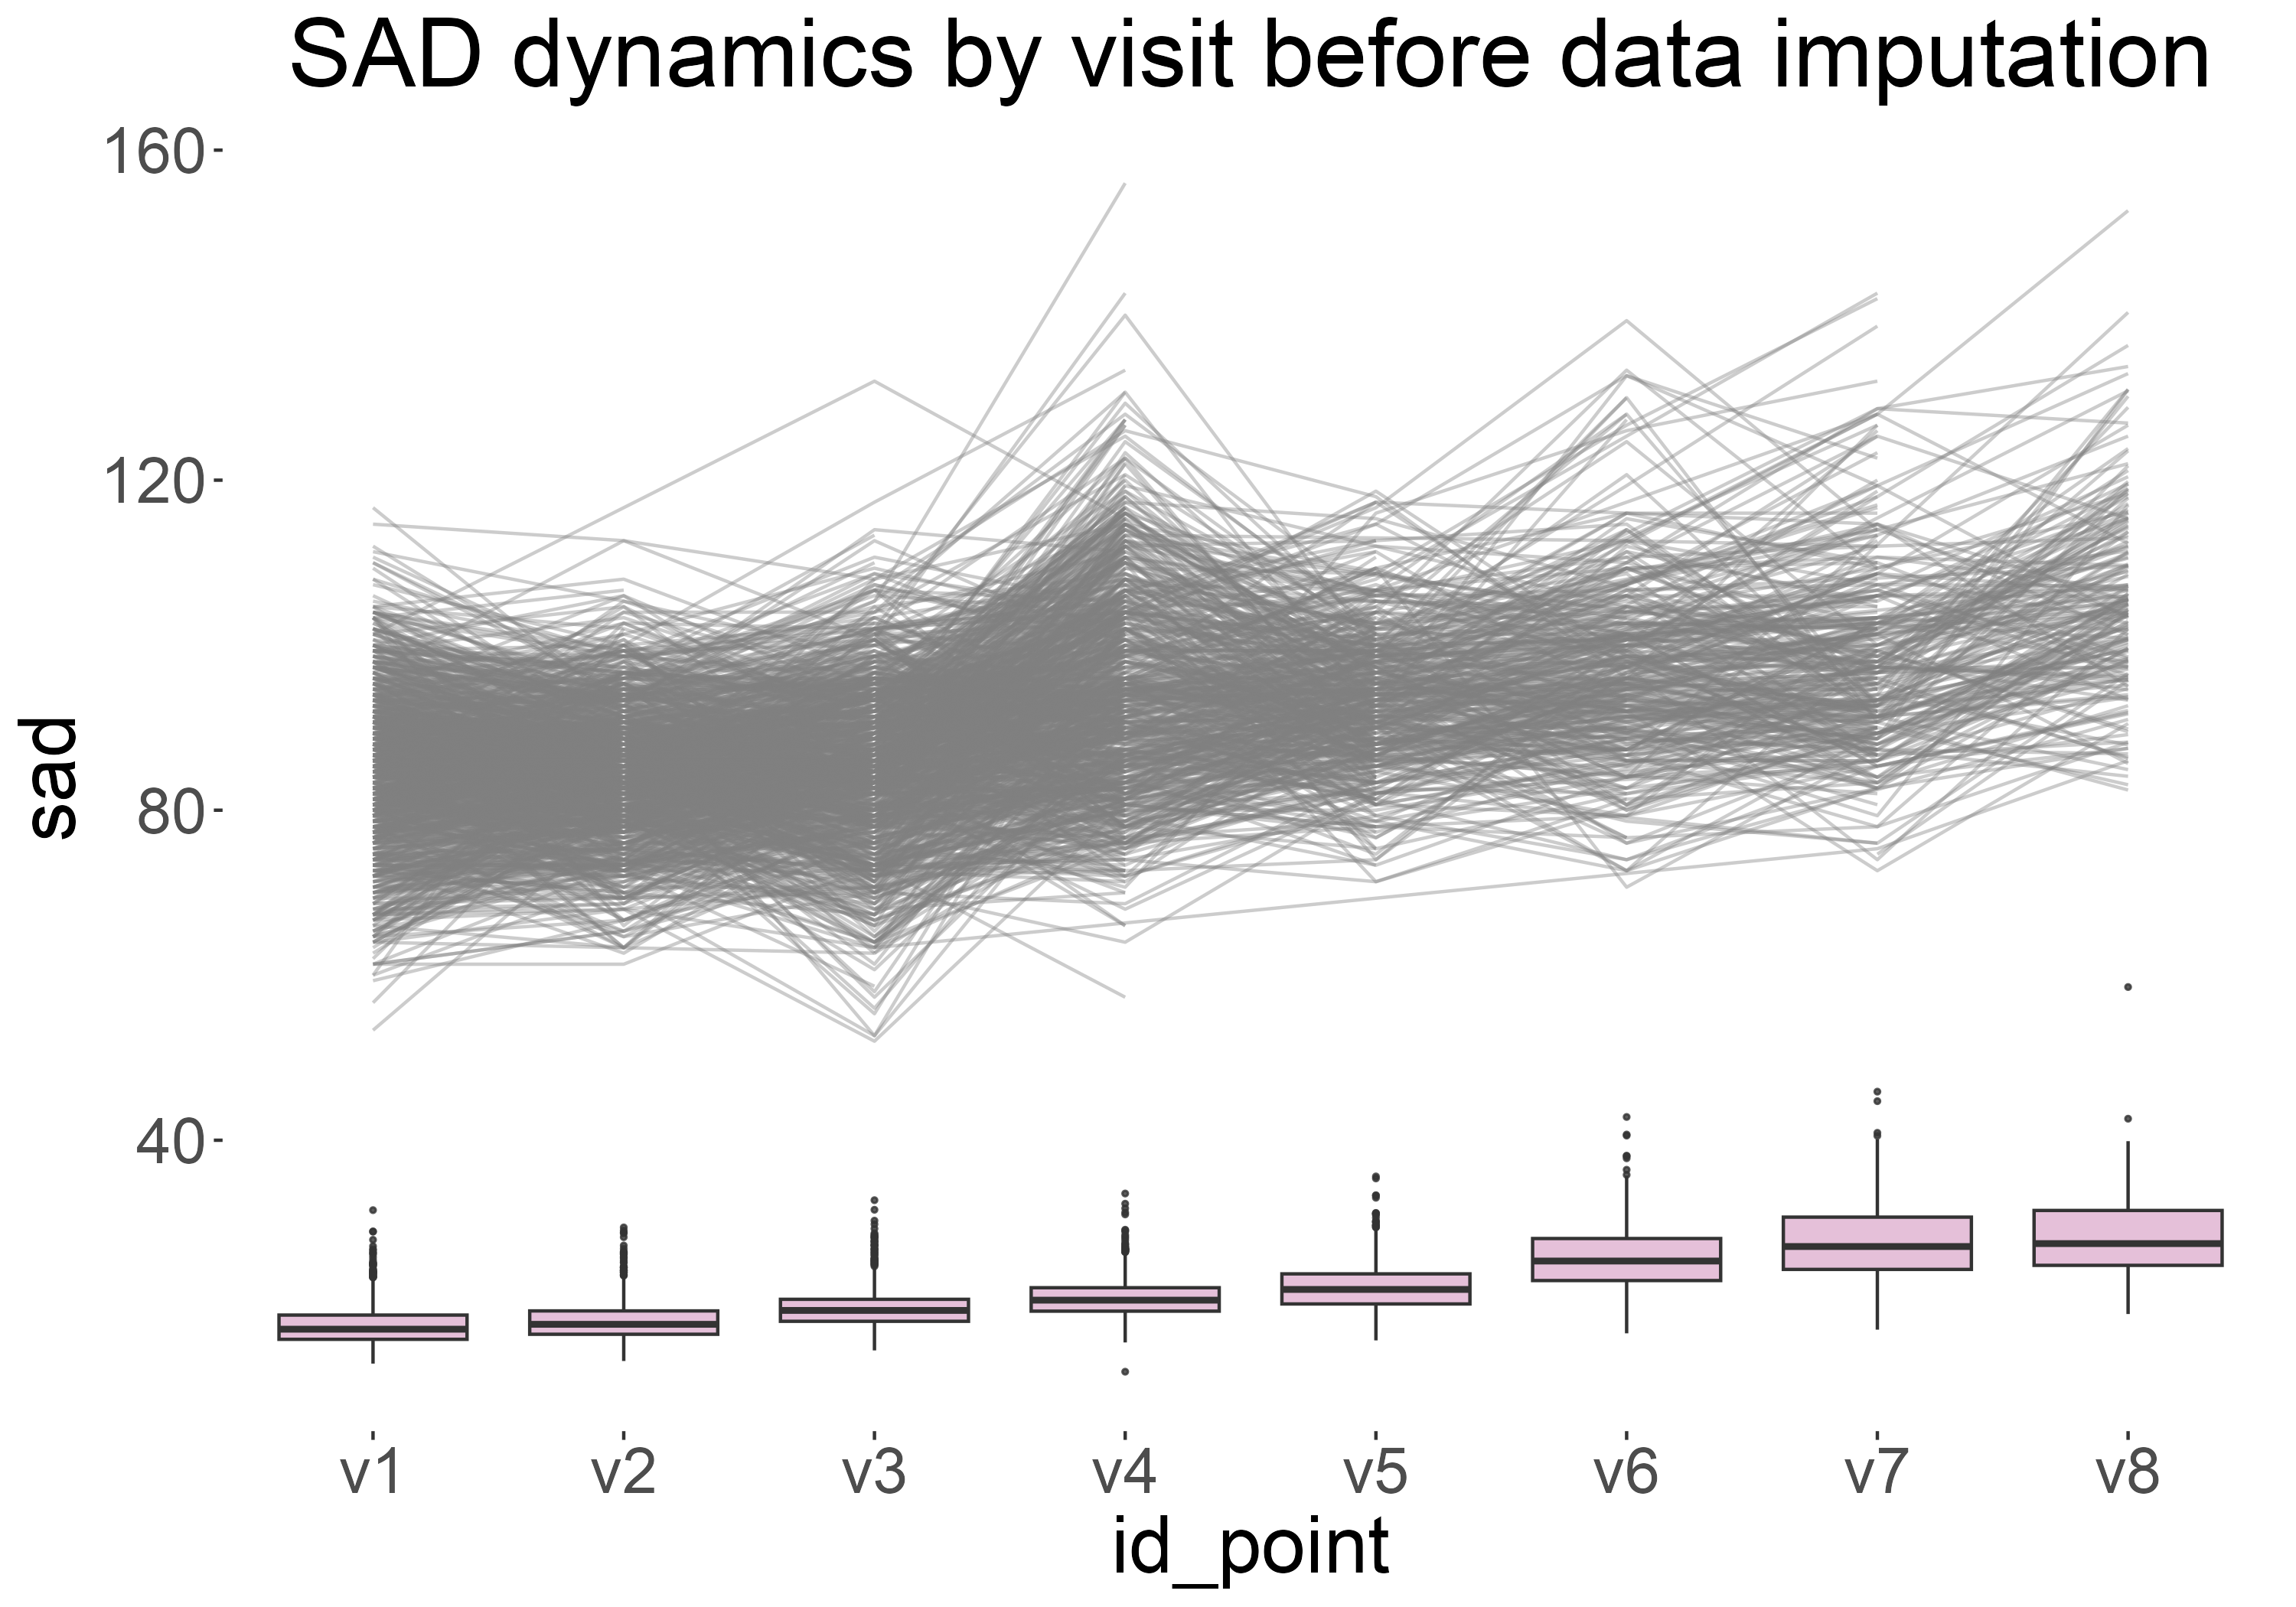 SAD dynamics by visit before data imputation
160
120
80
40
sad
v1 v2 v3 v4 v5 v6 v7 v8
id_point